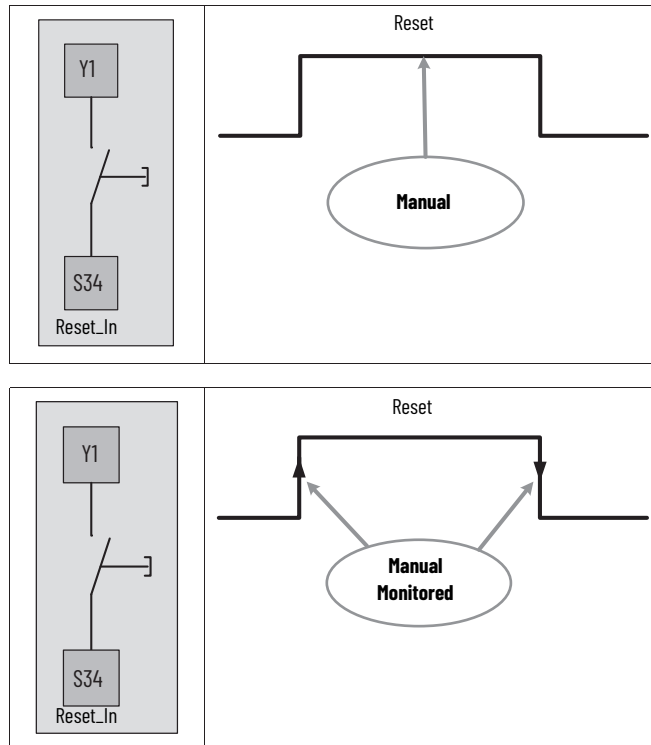 Y1
S34
Reset_In
Reset
Manual
Y1
S34
Reset_In
Reset
Manual
Monitored